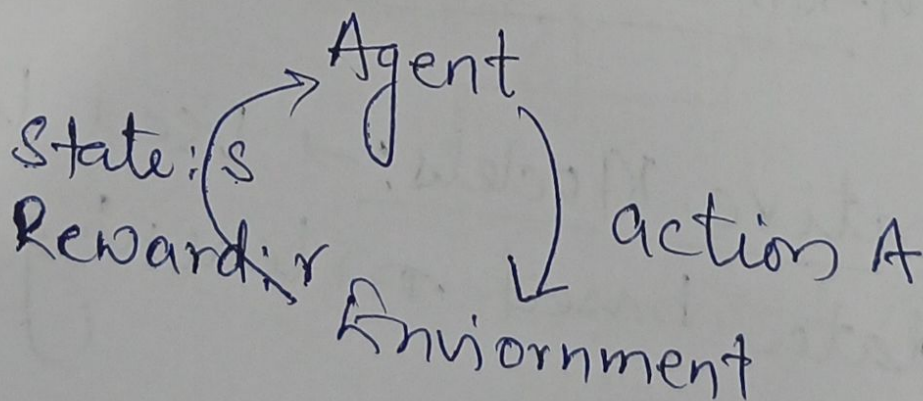 Agent
State: s
Reward: r
action A
Enviornment